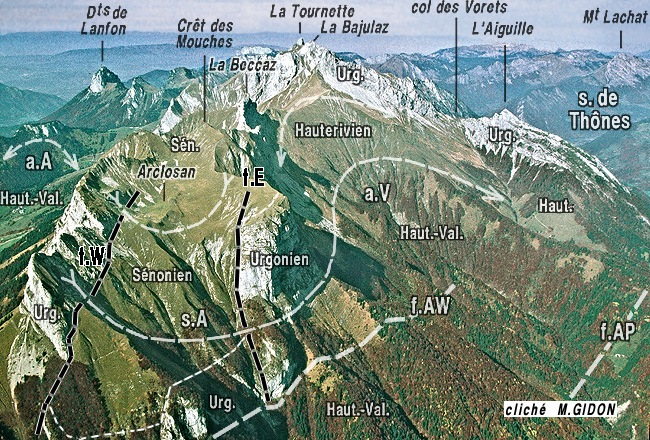 Dts de
Lanfon
Crêt des
Mouches
La Beccaz
La Tournette
La Bajulaz
col des Vorets
L'Aiguille
Mt Lachat
Urg.
s. de
Thônes
Sén.
Hauterivien
Urg.
a.A
Arclosan
t.E
a.V
Haut.-Val.
Haut.
Haut.-Val.
f.W
Sénonien
Urgonien
Urg.
s.A
f.AW
f.AP
Urg.
Haut.-Val.
cliché M.GIDON